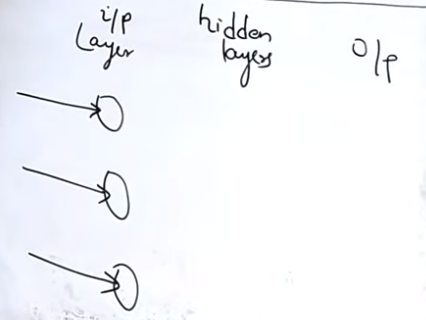 i/p
Layer
hidden
layers
O/p